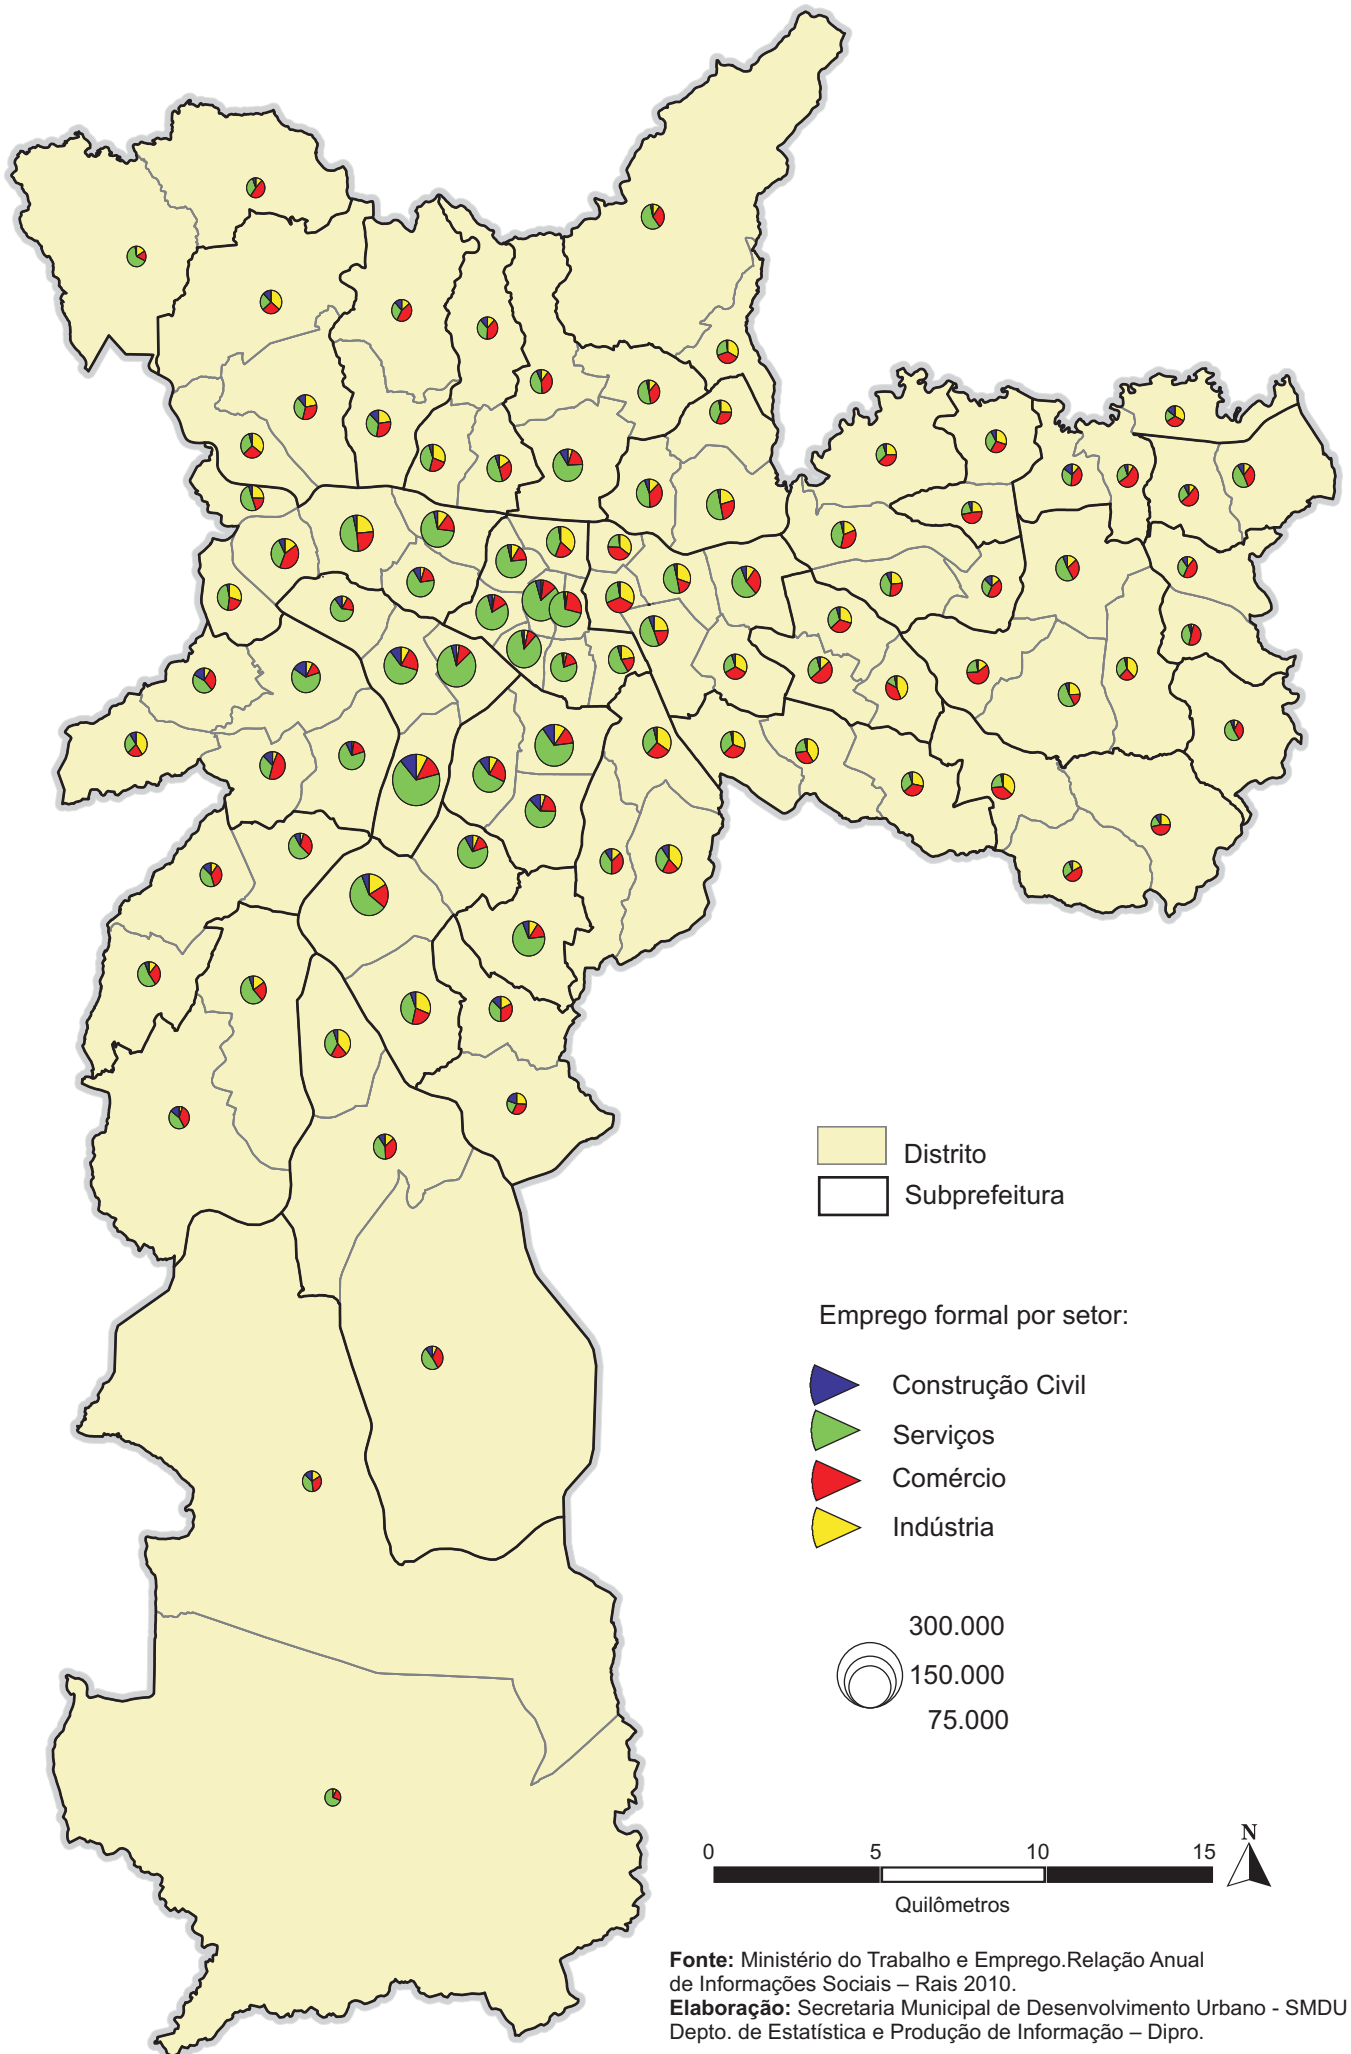 Distrito
Subprefeitura
Emprego formal por setor:
Construção Civil
Serviços
Comércio
Indústria
300.000
150.000
75.000
0 5 10 15
N
Quilômetros
Fonte: Ministério do Trabalho e Emprego.Relação Anual
de Informações Sociais – Rais 2010.
Elaboração: Secretaria Municipal de Desenvolvimento Urbano - SMDU
Depto. de Estatística e Produção de Informação – Dipro.